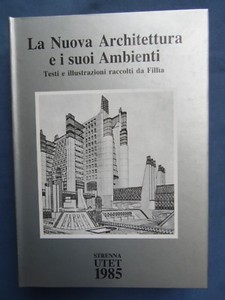 La Nuova Architettura
e i suoi Ambienti
Testi e illustrazioni raccolti da Fillia
STRENNA
UTET
1985